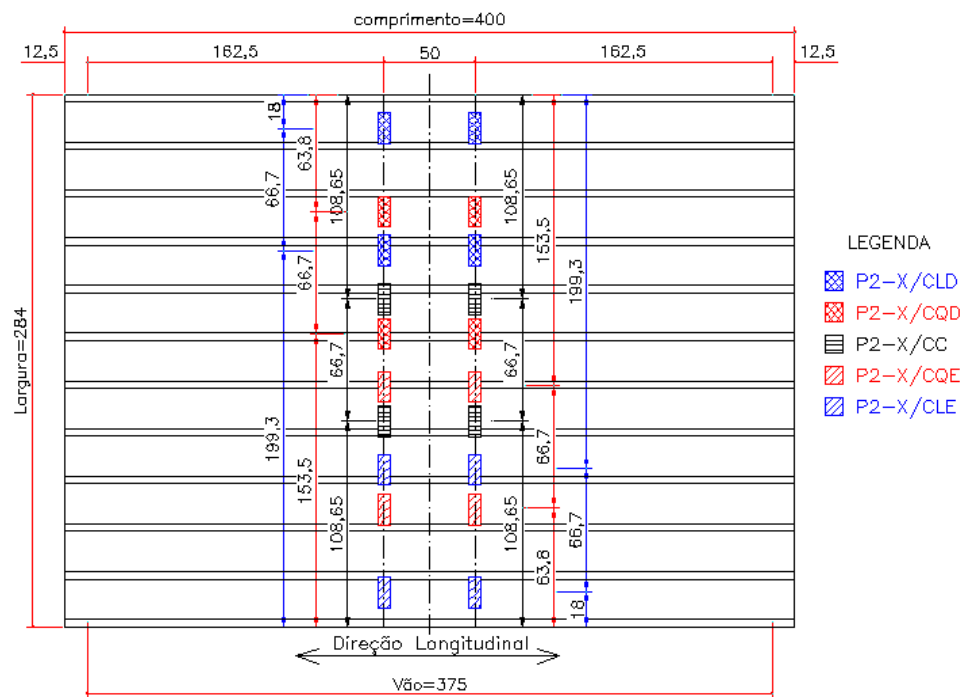 comprimento=400
12,5
162,5
50
162,5
12,5
18
63,8
66,7
108,65
108,65
153,5
199,3
66,7
66,7
66,7
Largura=284
199,3
153,5
108,65
108,65
66,7
66,7
63,8
18
LEGENDA
P2-X/CLD
P2-X/CQD
P2-X/CC
P2-X/CQE
P2-X/CLE
Direção Longitudinal
Vão=375